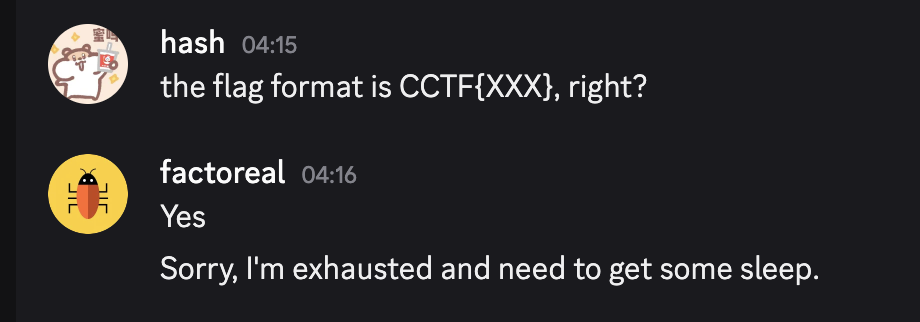 hash 04:15
the flag format is CCTF{XXX}, right?
factoreal 04:16
Yes
Sorry, I'm exhausted and need to get some sleep.